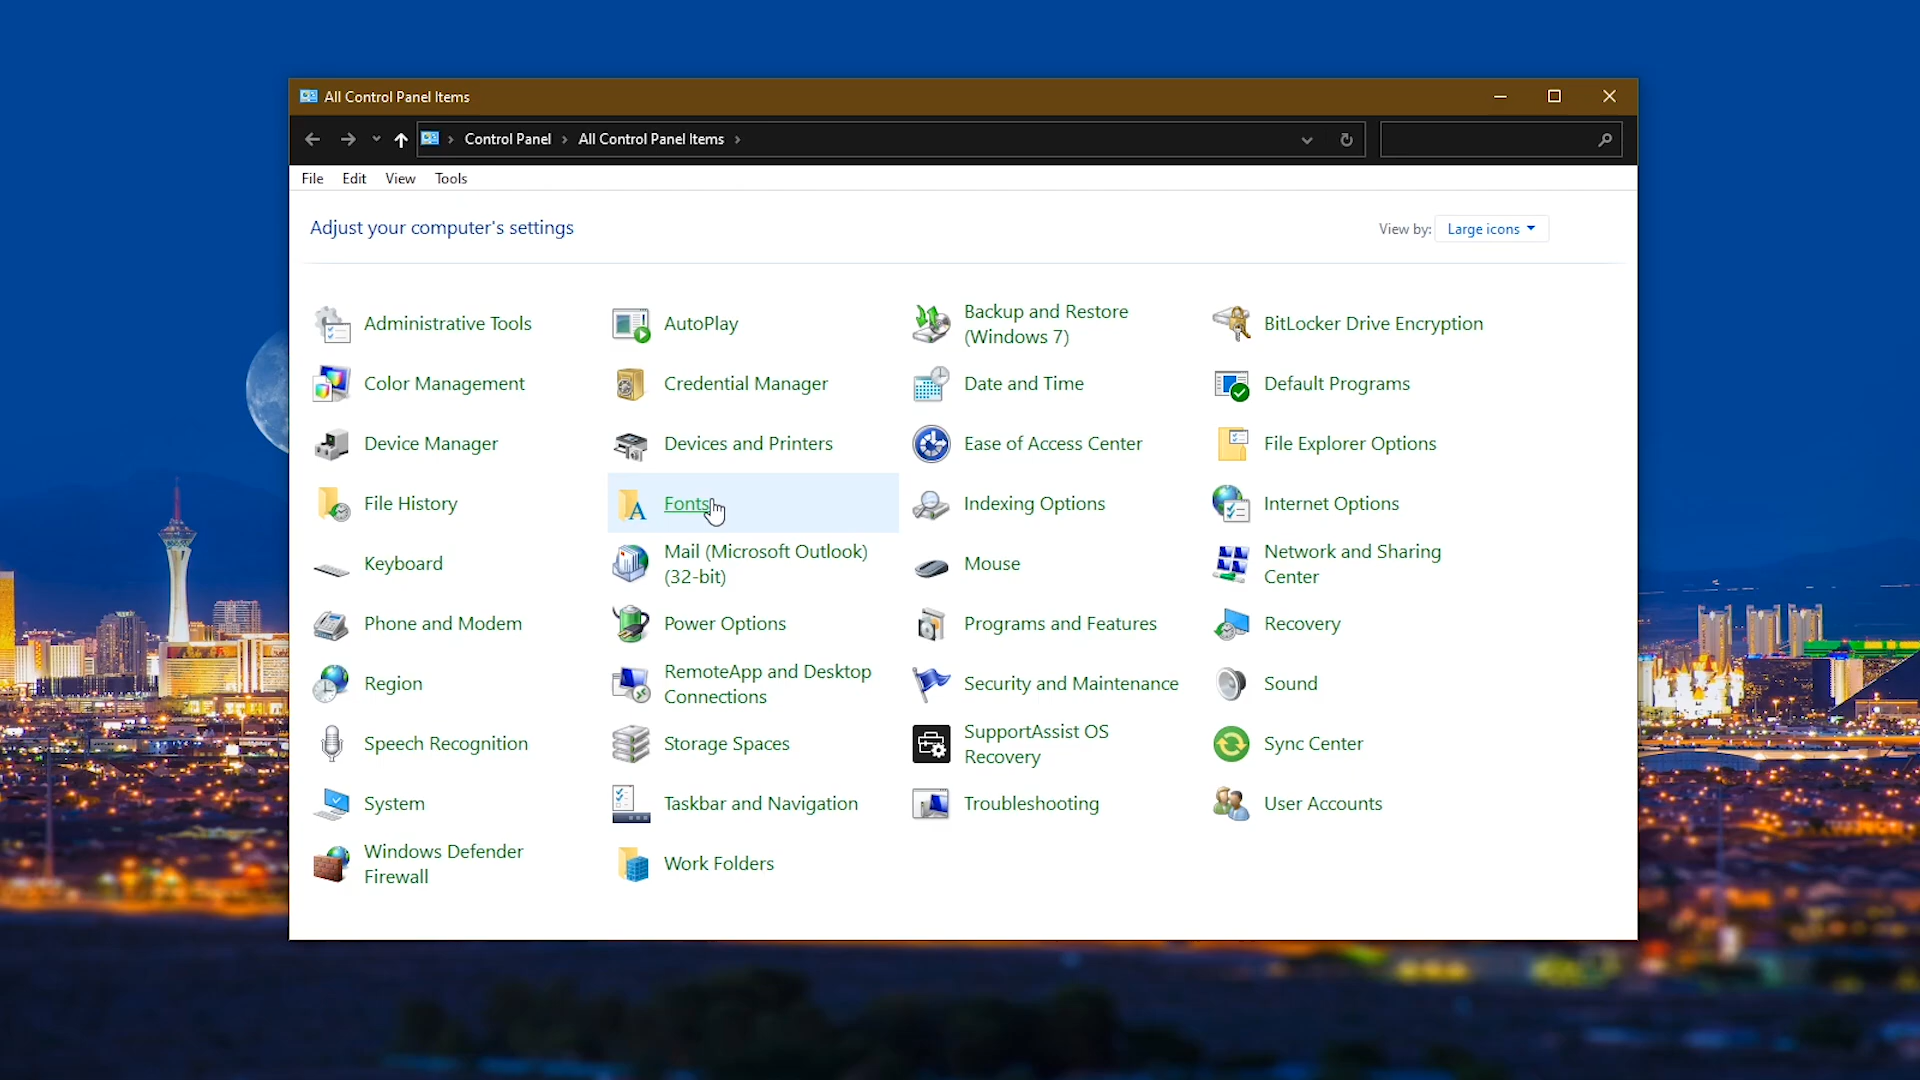 All Control Panel Items
Control Panel > All Control Panel Items >
File Edit View Tools
Adjust your computer's settings
View by: Large icons
Administrative Tools
AutoPlay
Backup and Restore
(Windows 7)
BitLocker Drive Encryption
Color Management
Credential Manager
Date and Time
Default Programs
Device Manager
Devices and Printers
Ease of Access Center
File Explorer Options
File History
Fonts
Indexing Options
Internet Options
Keyboard
Mail (Microsoft Outlook)
(32-bit)
Mouse
Network and Sharing
Center
Phone and Modem
Power Options
Programs and Features
Recovery
Region
RemoteApp and Desktop
Connections
Security and Maintenance
Sound
Speech Recognition
Storage Spaces
SupportAssist OS
Recovery
Sync Center
System
Taskbar and Navigation
Troubleshooting
User Accounts
Windows Defender
Firewall
Work Folders